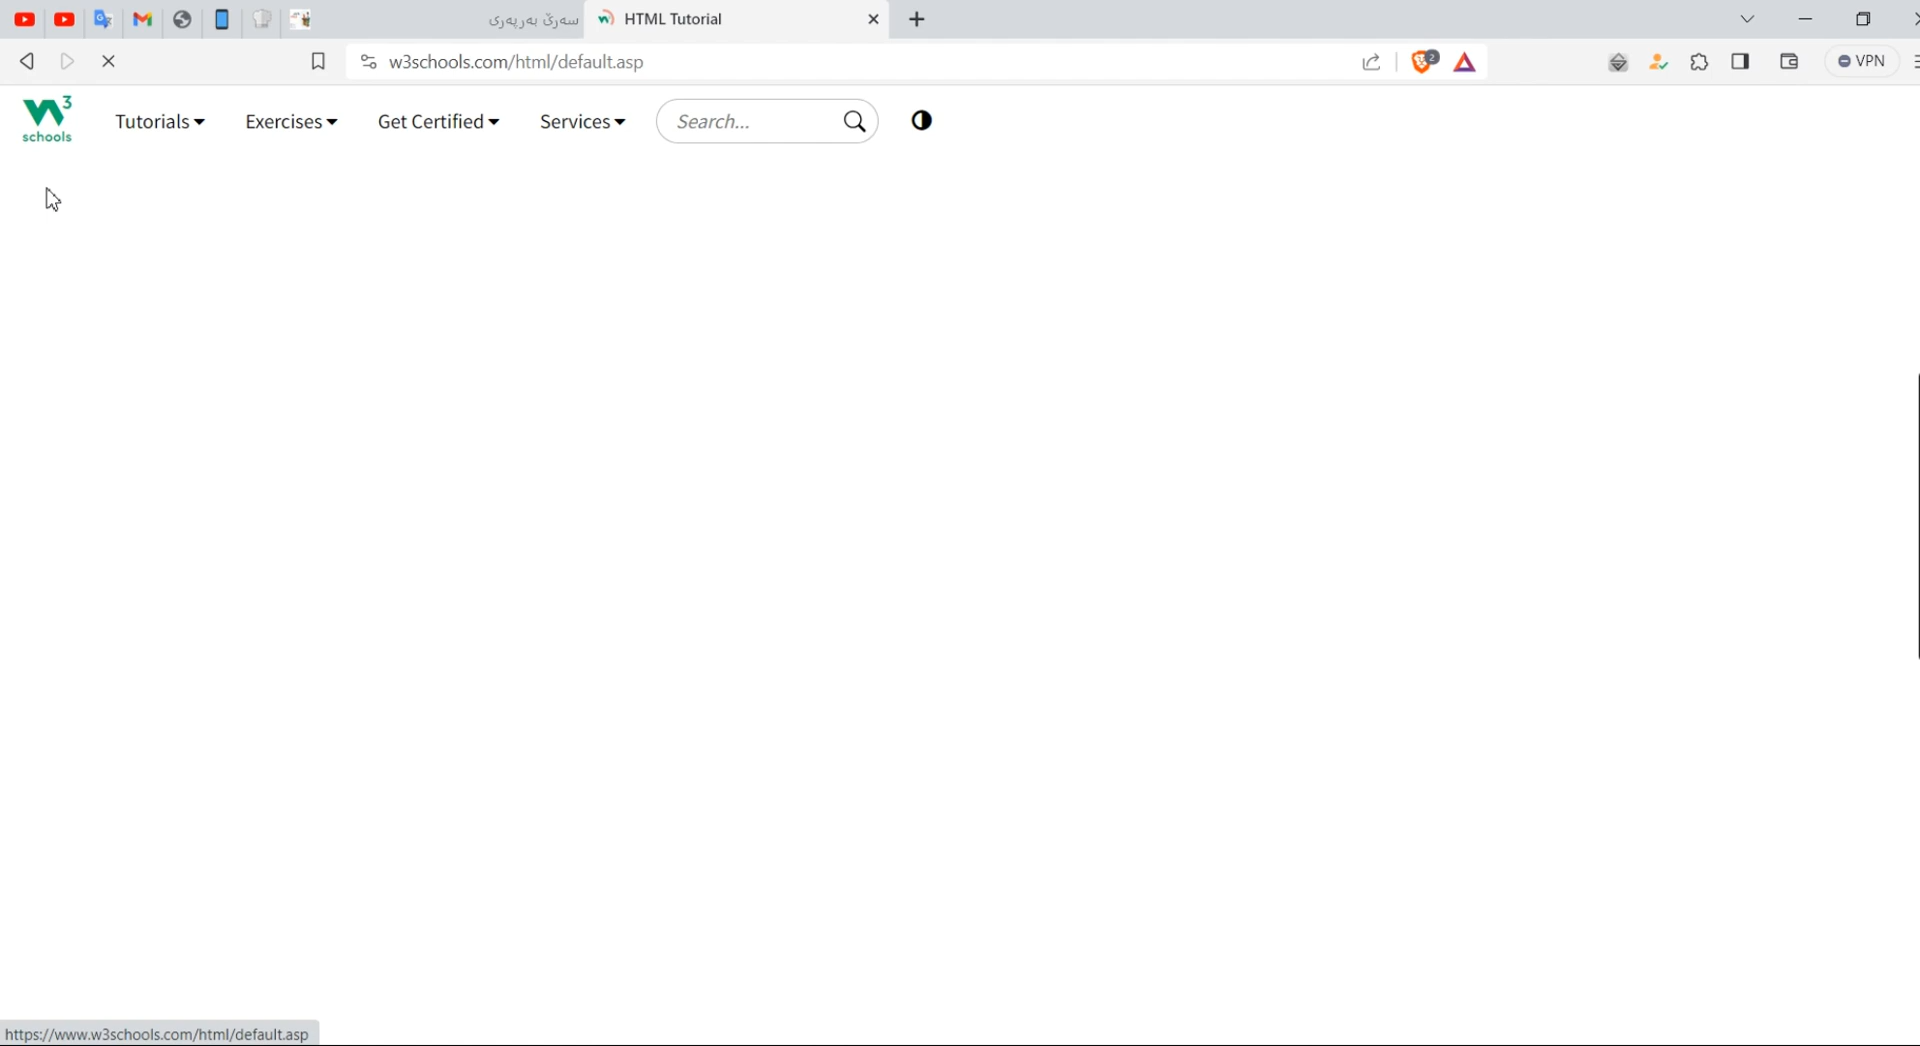 سەرێ بەرپەری
HTML Tutorial
w3schools.com/html/default.asp
2
VPN
W3
schools
Tutorials
Exercises
Get Certified
Services
Search...
https://www.w3schools.com/html/default.asp